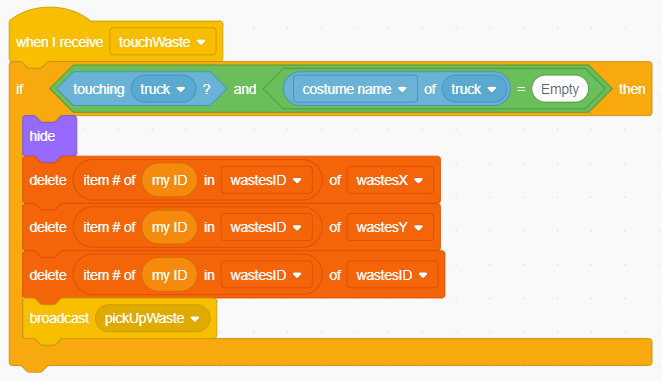 when I receive touchWaste
if touching truck ? and costume name of truck = Empty then
hide
delete item # of my ID in wastesID of wastesX
delete item # of my ID in wastesID of wastesY
delete item # of my ID in wastesID of wastesID
broadcast pickUpWaste